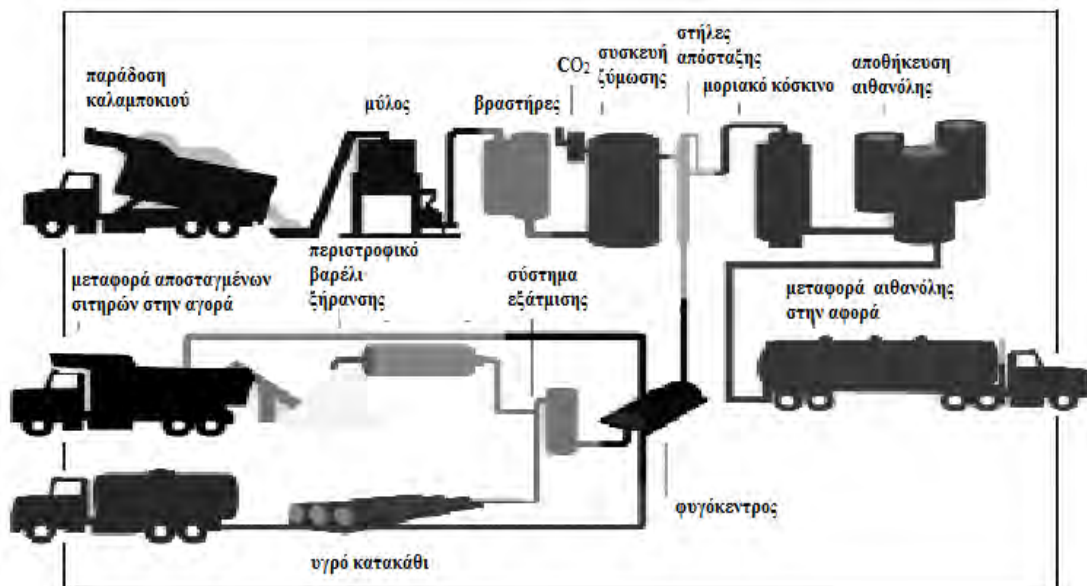 παράδοση
καλαμποκιού
μύλος
βραστήρες
CO2
συσκευή
ζύμωσης
στήλες
απόσταξης
μοριακό κόσκινο
αποθήκευση
αιθανόλης
μεταφορά αποσταγμένων
σιτηρών στην αγορά
περιστροφικό
βαρέλι
ξήρανσης
σύστημα
εξάτμισης
μεταφορά αιθανόλης
στην αφορά
φυγόκεντρος
υγρό κατακάθι